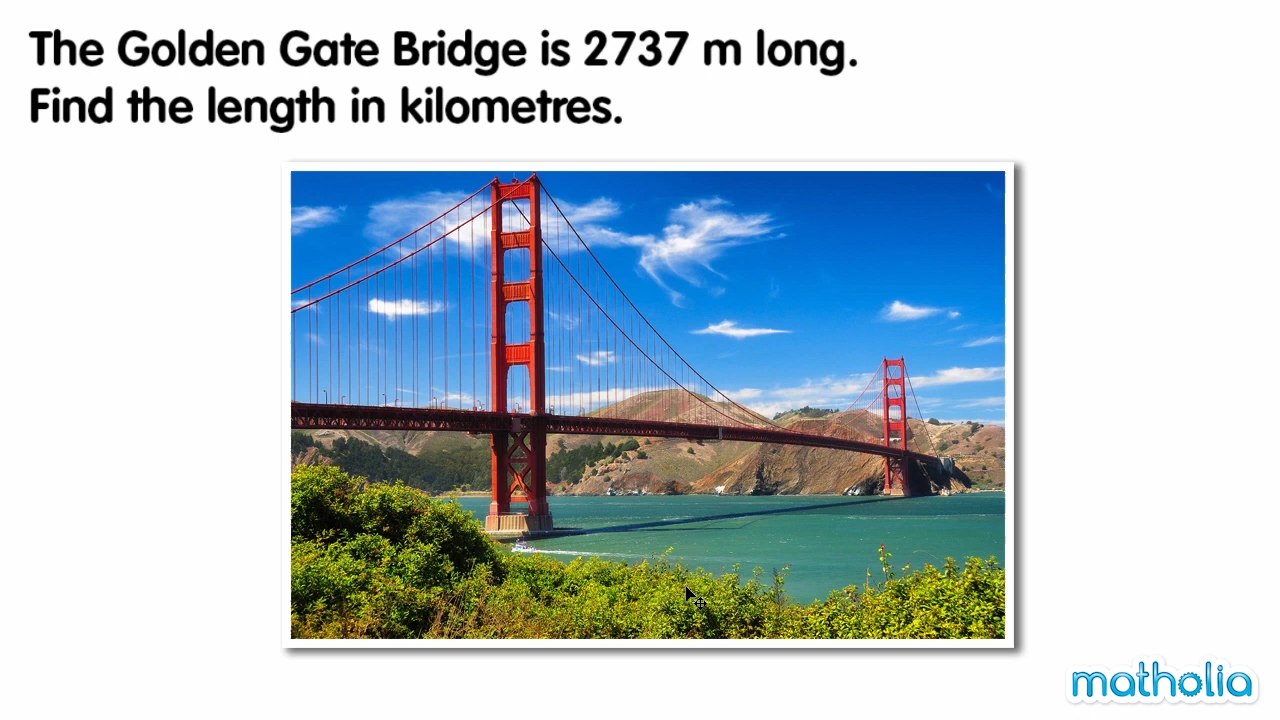 The Golden Gate Bridge is 2737 m long.
Find the length in kilometres.
matholia